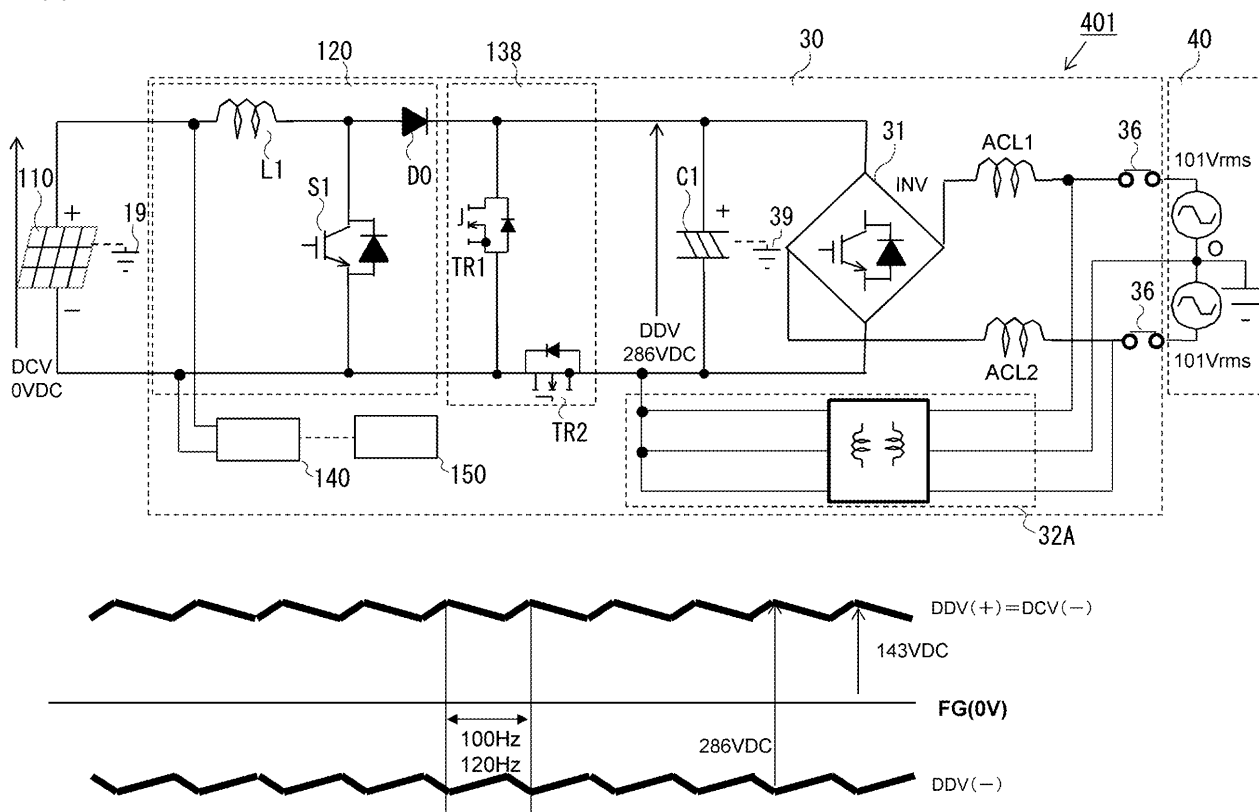 401
120
138
30
40
110
+
−
19
L1
S1
D0
TR1
C1
+
39
31
INV
ACL1
36
101Vrms
O
36
ACL2
101Vrms
DCV
0VDC
DDV
286VDC
TR2
140
150
32A
DDV(+)=DCV(−)
143VDC
FG(0V)
100Hz
120Hz
286VDC
DDV(−)